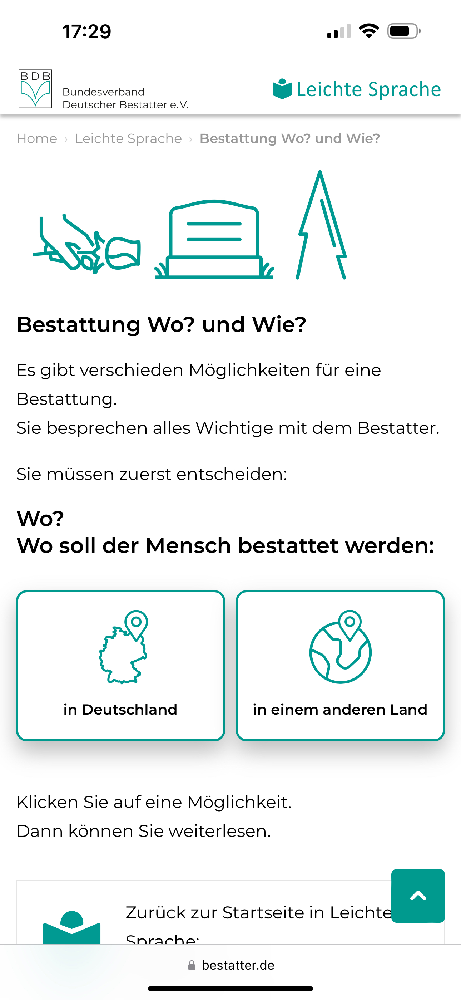 17:29
B D B
Bundesverband
Deutscher Bestatter e.V.
Leichte Sprache
Home › Leichte Sprache › Bestattung Wo? und Wie?
Bestattung Wo? und Wie?
Es gibt verschieden Möglichkeiten für eine
Bestattung.
Sie besprechen alles Wichtige mit dem Bestatter.
Sie müssen zuerst entscheiden:
Wo?
Wo soll der Mensch bestattet werden:
in Deutschland
in einem anderen Land
Klicken Sie auf eine Möglichkeit.
Dann können Sie weiterlesen.
Zurück zur Startseite in Leichte
Sprache:
bestatter.de